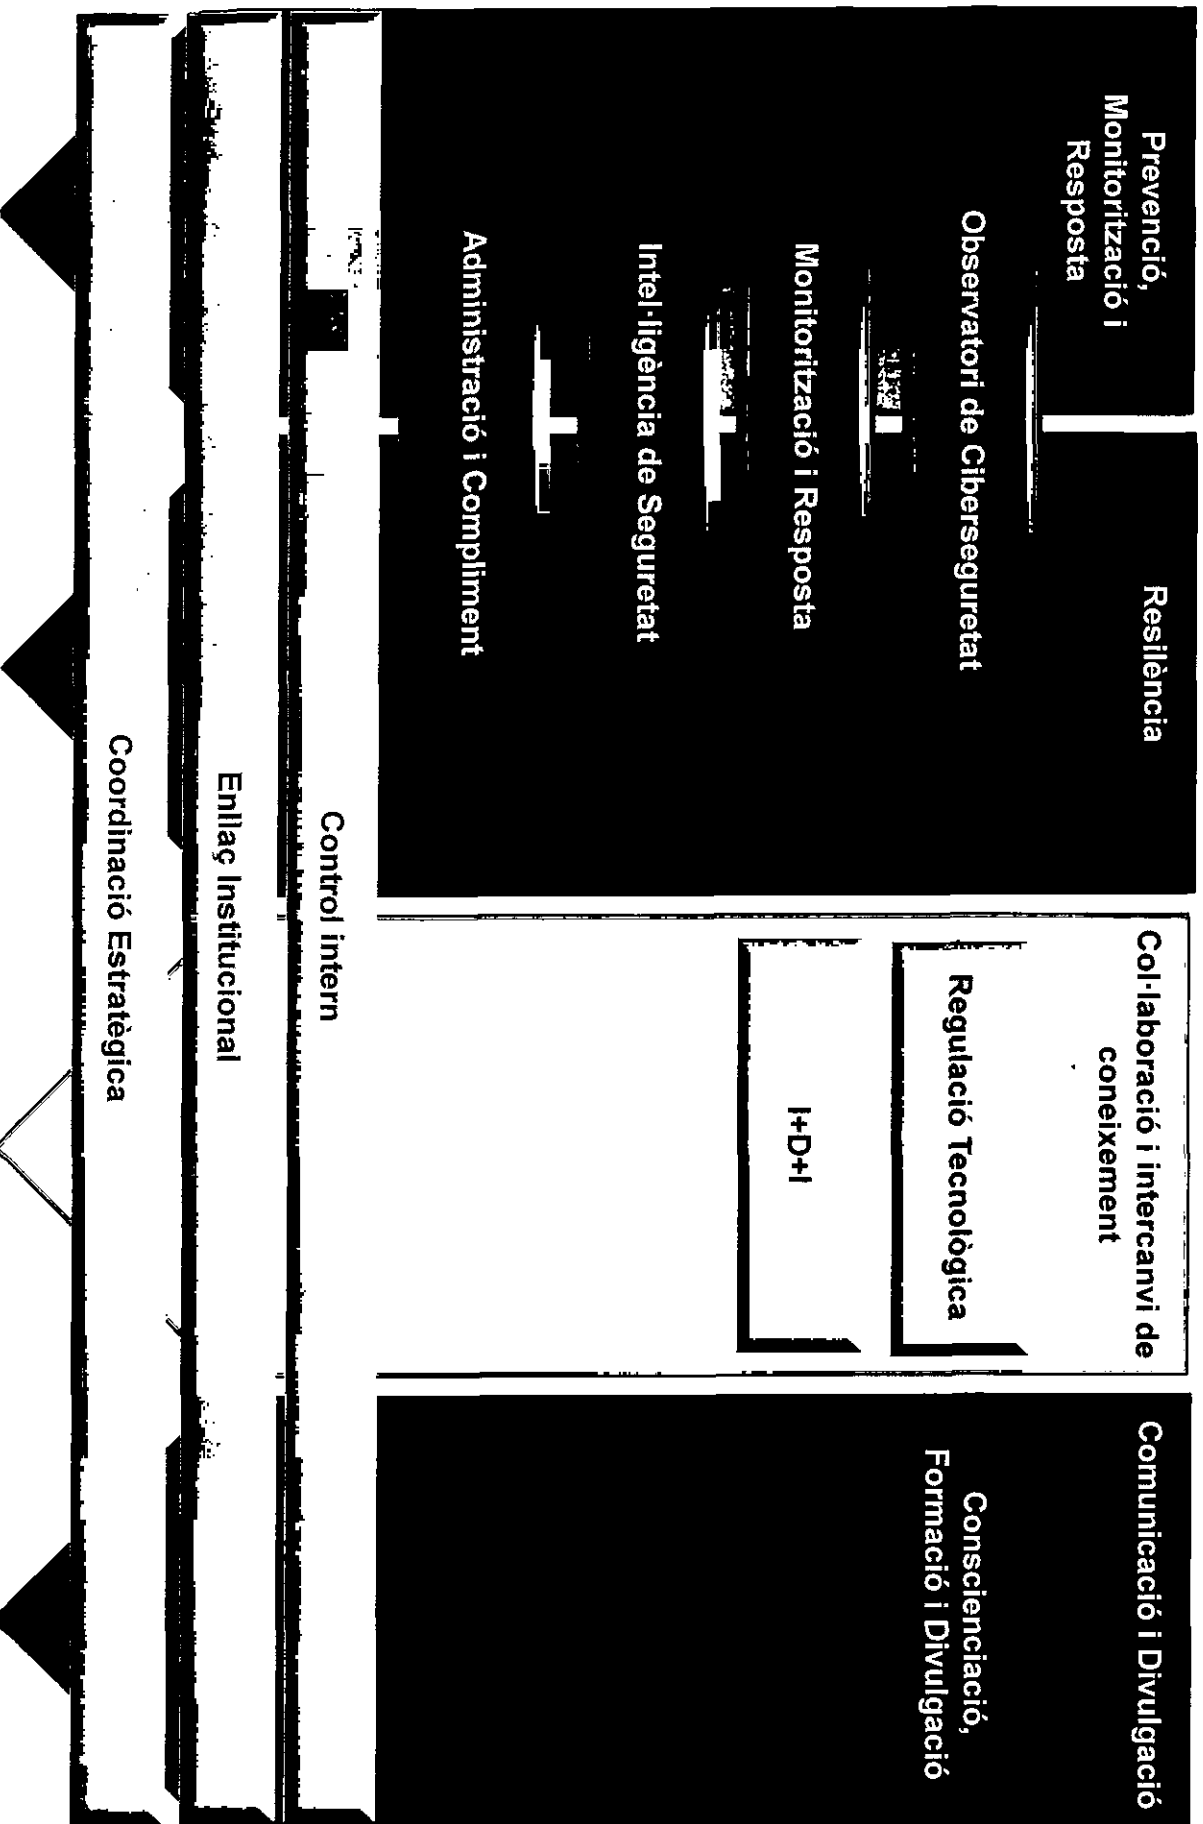 Prevenció,
Monitorització i
Resposta
Resilència
Col·laboració i intercanvi de
coneixement
Comunicació i Divulgació
Observatori de Ciberseguretat
Monitorització i Resposta
Intel·ligència de Seguretat
Administració i Compliment
Regulació Tecnològica
I+D+I
Conscienciació,
Formació i Divulgació
Control intern
Enllaç Institucional
Coordinació Estratègica